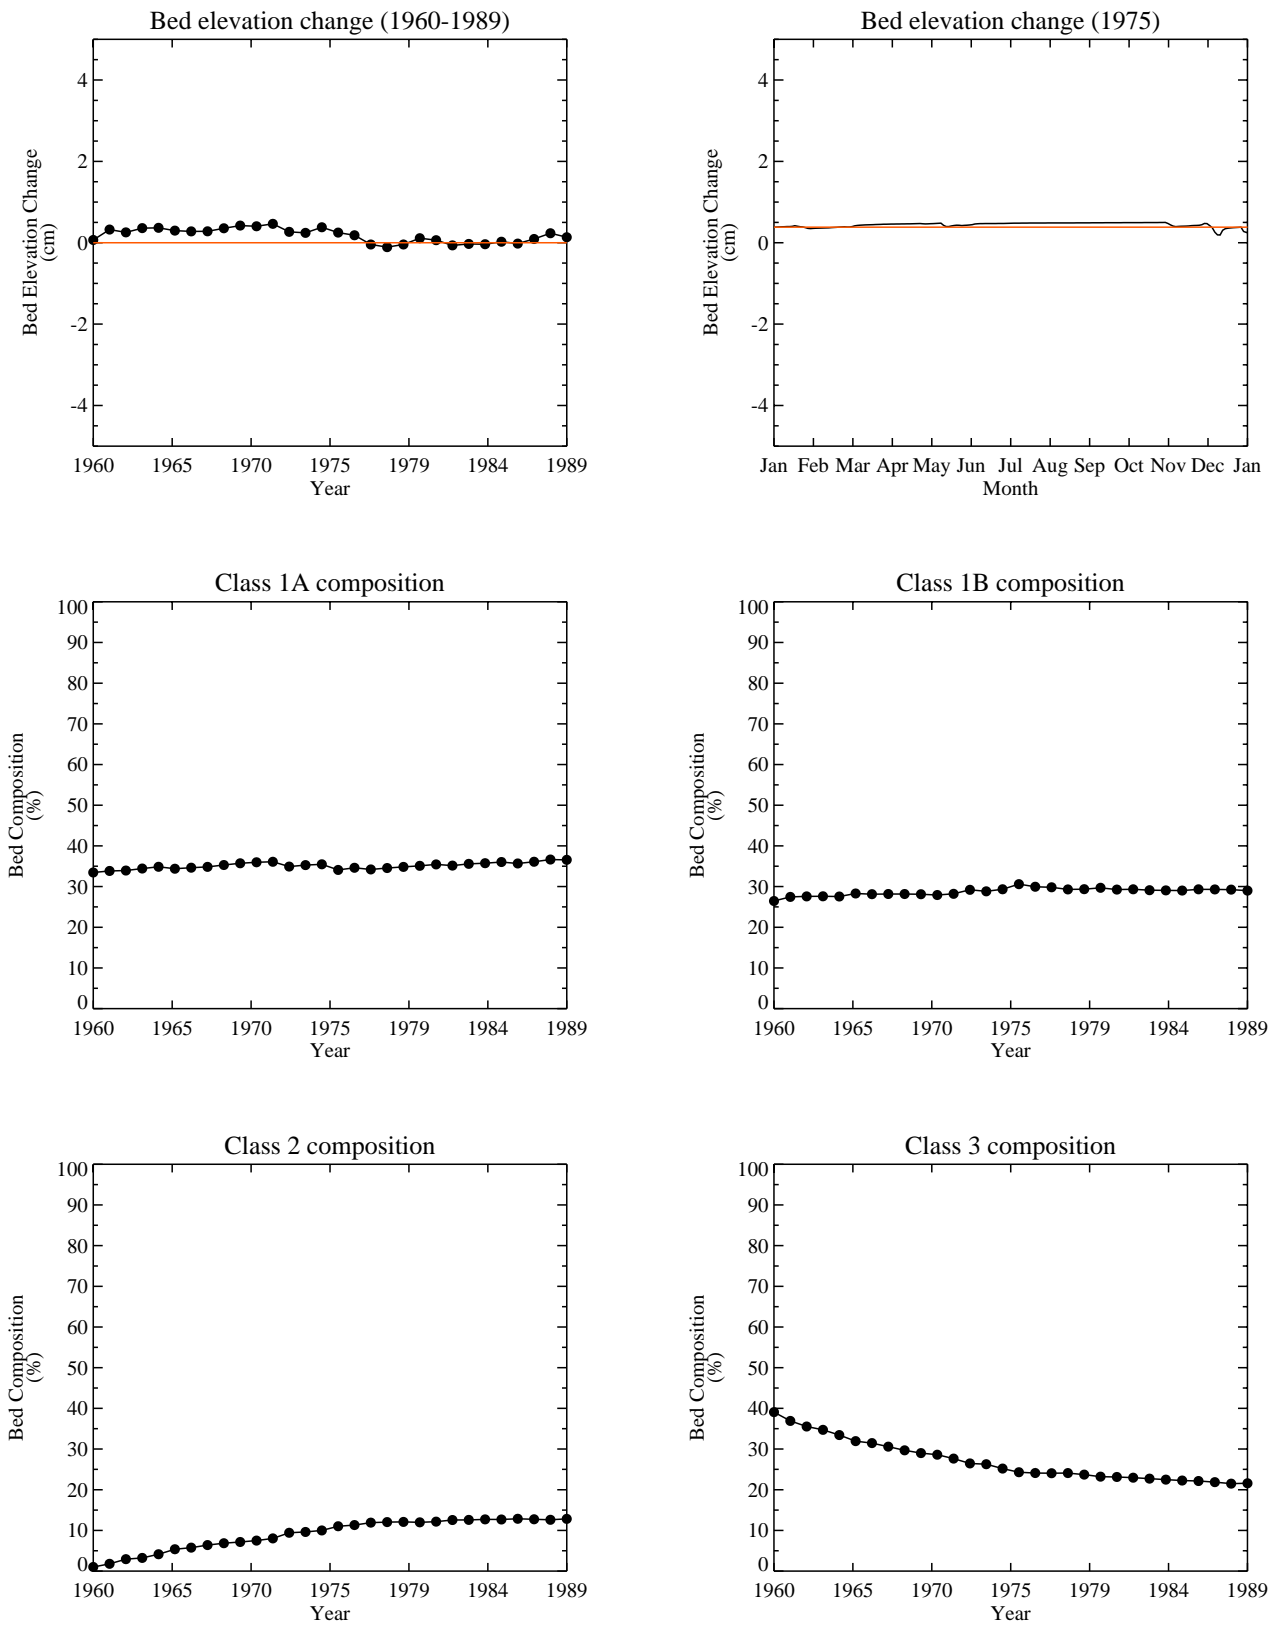 Bed elevation change (1960-1989)
Bed Elevation Change
(cm)
4
2
0
-2
-4
1960 1965 1970 1975 1979 1984 1989
Year
Bed elevation change (1975)
Bed Elevation Change
(cm)
4
2
0
-2
-4
Jan Feb Mar Apr May Jun Jul Aug Sep Oct Nov Dec Jan
Month
Class 1A composition
Bed Composition
(%)
100
90
80
70
60
50
40
30
20
10
0
1960 1965 1970 1975 1979 1984 1989
Year
Class 1B composition
Bed Composition
(%)
100
90
80
70
60
50
40
30
20
10
0
1960 1965 1970 1975 1979 1984 1989
Year
Class 2 composition
Bed Composition
(%)
100
90
80
70
60
50
40
30
20
10
0
1960 1965 1970 1975 1979 1984 1989
Year
Class 3 composition
Bed Composition
(%)
100
90
80
70
60
50
40
30
20
10
0
1960 1965 1970 1975 1979 1984 1989
Year